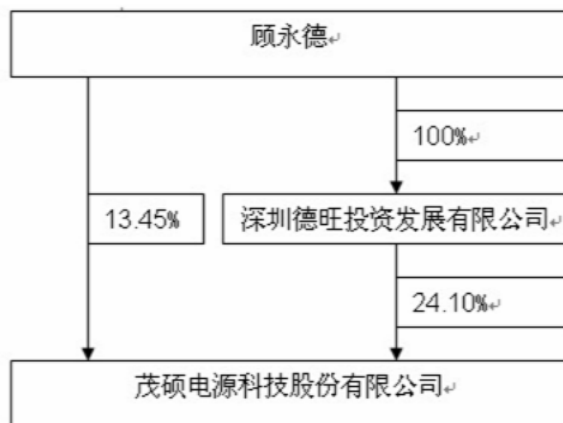 顾永德
100%
13.45%
深圳德旺投资发展有限公司
24.10%
茂硕电源科技股份有限公司